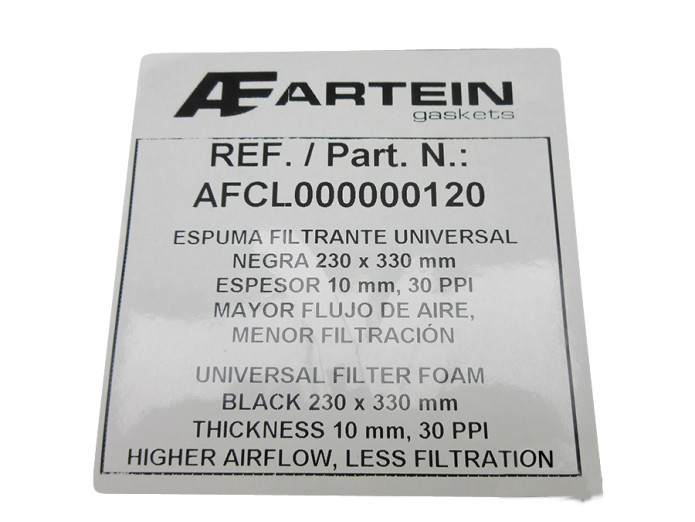 ARTEIN
gaskets
REF. / Part. N.:
AFCL000000120
ESPUMA FILTRANTE UNIVERSAL
NEGRA 230 x 330 mm
ESPESOR 10 mm, 30 PPI
MAYOR FLUJO DE AIRE,
MENOR FILTRACIÓN
UNIVERSAL FILTER FOAM
BLACK 230 x 330 mm
THICKNESS 10 mm, 30 PPI
HIGHER AIRFLOW, LESS FILTRATION